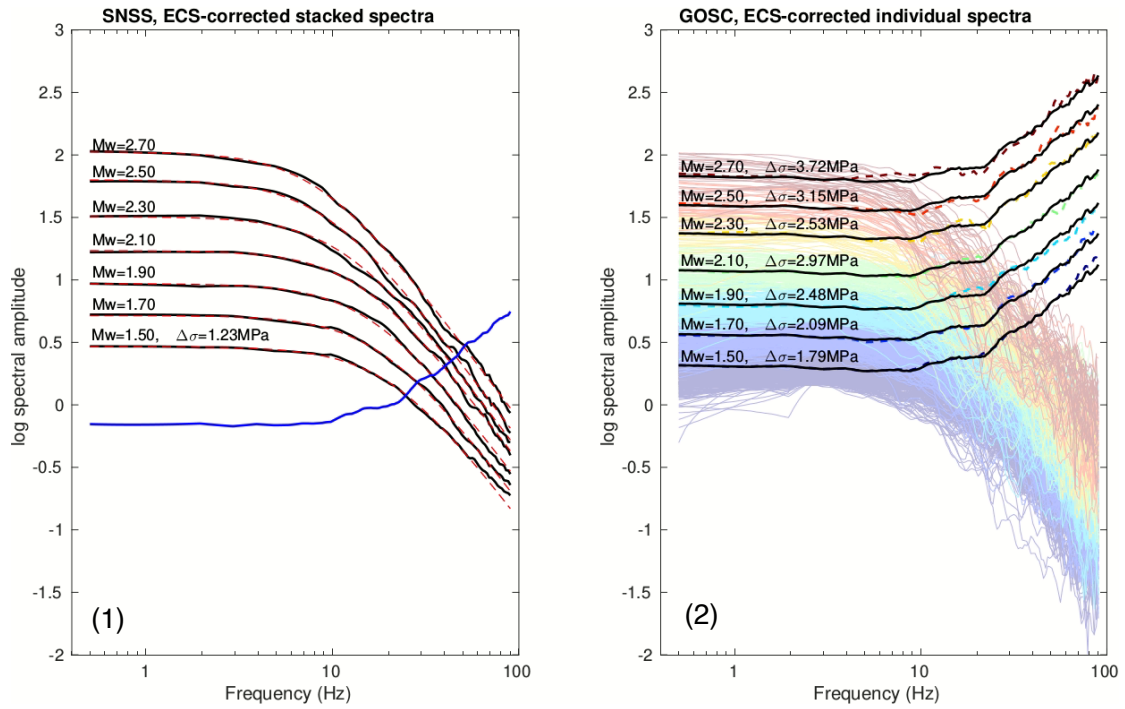 SNSS, ECS-corrected stacked spectra
3
2.5
2
1.5
1
0.5
0
-0.5
-1
-1.5
-2
log spectral amplitude
Mw=2.70
Mw=2.50
Mw=2.30
Mw=2.10
Mw=1.90
Mw=1.70
Mw=1.50, Δσ=1.23MPa
(1)
1
10
100
Frequency (Hz)
GOSC, ECS-corrected individual spectra
3
2.5
2
1.5
1
0.5
0
-0.5
-1
-1.5
-2
log spectral amplitude
Mw=2.70, Δσ=3.72MPa
Mw=2.50, Δσ=3.15MPa
Mw=2.30, Δσ=2.53MPa
Mw=2.10, Δσ=2.97MPa
Mw=1.90, Δσ=2.48MPa
Mw=1.70, Δσ=2.09MPa
Mw=1.50, Δσ=1.79MPa
(2)
1
10
100
Frequency (Hz)